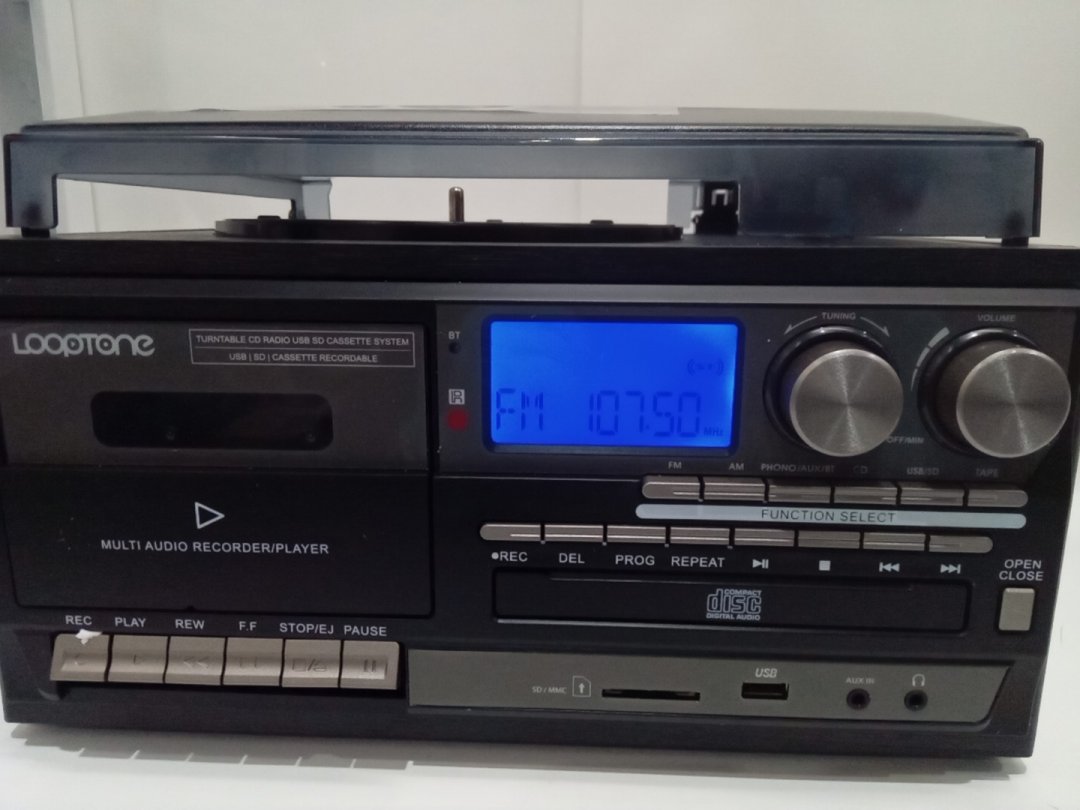 LOOPTONE
TURNTABLE CD RADIO USB SD CASSETTE SYSTEM
USB | SD | CASSETTE RECORDABLE
BT
IR
FM 107.50 MHz
TUNING
VOLUME
OFF/MIN
FM AM PHONO/AUX/BT CD USB/SD TAPE
FUNCTION SELECT
MULTI AUDIO RECORDER/PLAYER
●REC DEL PROG REPEAT
OPEN
CLOSE
COMPACT
disc
DIGITAL AUDIO
REC PLAY REW F.F STOP/EJ PAUSE
SD / MMC
USB
AUX IN